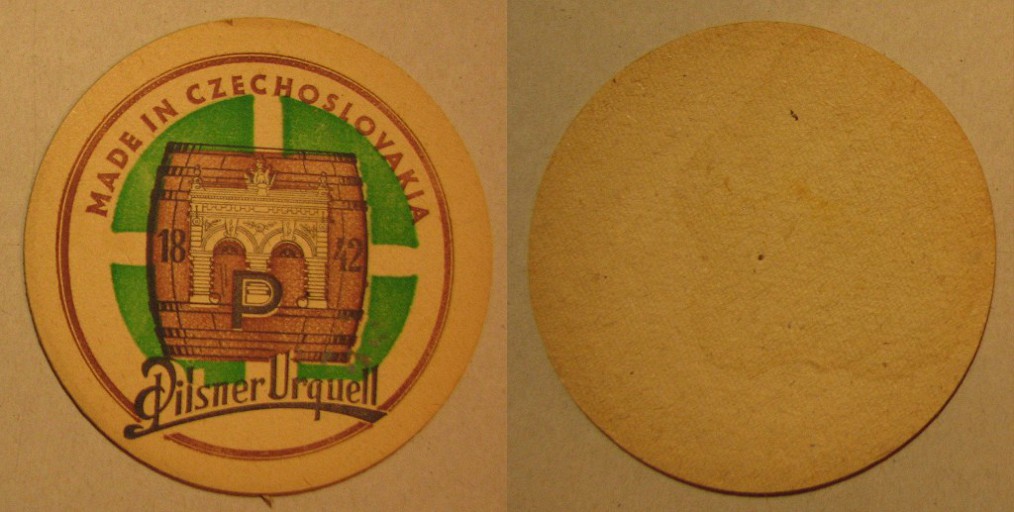 MADE IN CZECHOSLOVAKIA
18 42
P
Pilsner Urquell